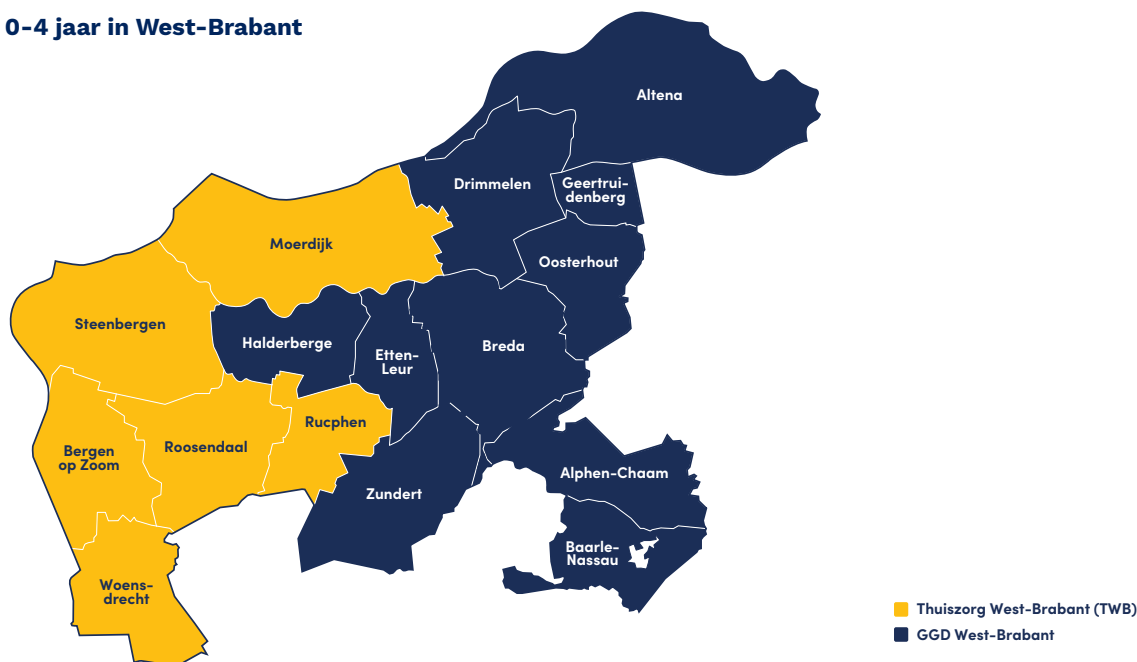 0-4 jaar in West-Brabant
Altena
Drimmelen
Geertrui-
denberg
Moerdijk
Oosterhout
Steenbergen
Halderberge
Etten-
Leur
Breda
Rucphen
Roosendaal
Bergen
op Zoom
Alphen-Chaam
Zundert
Baarle-
Nassau
Woens-
drecht
Thuiszorg West-Brabant (TWB)
GGD West-Brabant